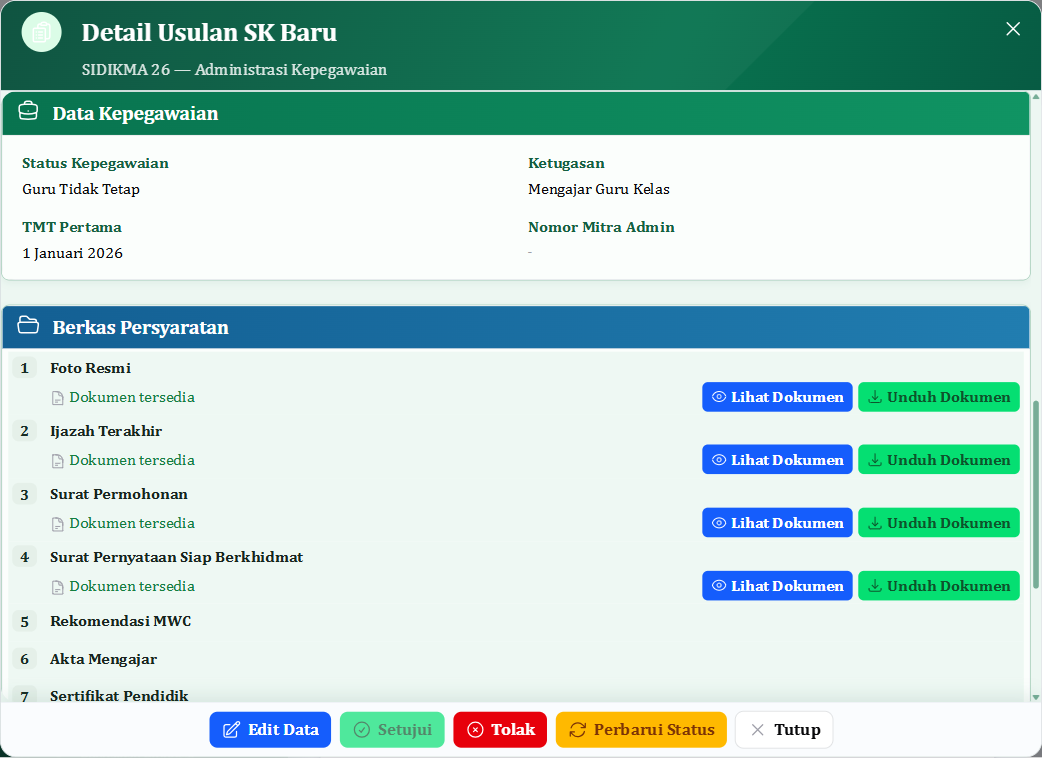 Detail Usulan SK Baru
SIDIKMA 26 — Administrasi Kepegawaian
Data Kepegawaian
Status Kepegawaian
Guru Tidak Tetap
Ketugasan
Mengajar Guru Kelas
TMT Pertama
1 Januari 2026
Nomor Mitra Admin
-
Berkas Persyaratan
1 Foto Resmi
Dokumen tersedia Lihat Dokumen Unduh Dokumen
2 Ijazah Terakhir
Dokumen tersedia Lihat Dokumen Unduh Dokumen
3 Surat Permohonan
Dokumen tersedia Lihat Dokumen Unduh Dokumen
4 Surat Pernyataan Siap Berkhidmat
Dokumen tersedia Lihat Dokumen Unduh Dokumen
5 Rekomendasi MWC
6 Akta Mengajar
7 Sertifikat Pendidik
Edit Data Setujui Tolak Perbarui Status Tutup